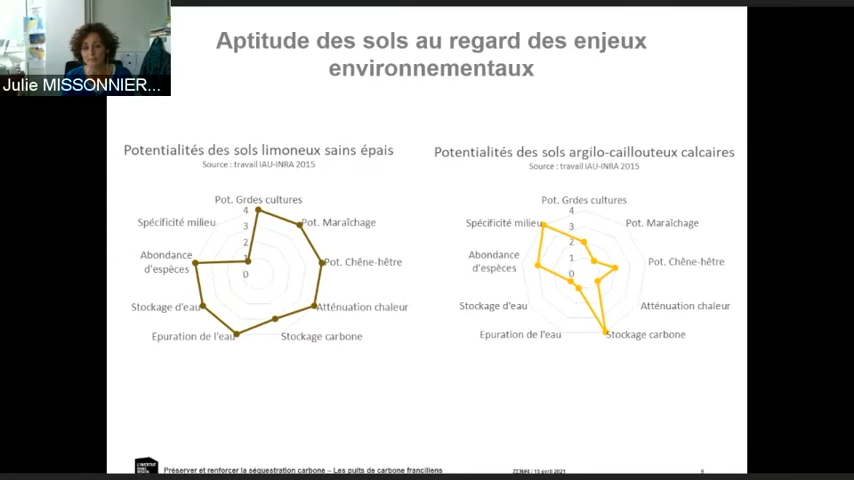 Aptitude des sols au regard des enjeux
environnementaux
Julie MISSONNIER...
Potentialités des sols limoneux sains épais
Source : travail IAU-INRA 2015
Pot. Grdes cultures
4
3
2
1
0
Spécificité milieu
Pot. Maraîchage
Abondance
d'espèces
Pot. Chêne-hêtre
Stockage d'eau
Atténuation chaleur
Epuration de l'eau
Stockage carbone
Potentialités des sols argilo-caillouteux calcaires
Source : travail IAU-INRA 2015
Pot. Grdes cultures
4
3
2
1
0
Spécificité milieu
Pot. Maraîchage
Abondance
d'espèces
Pot. Chêne-hêtre
Stockage d'eau
Atténuation chaleur
Epuration de l'eau
Stockage carbone
Préserver et renforcer la séquestration carbone – Les puits de carbone franciliens
ZEN#4 / 15 avril 2021